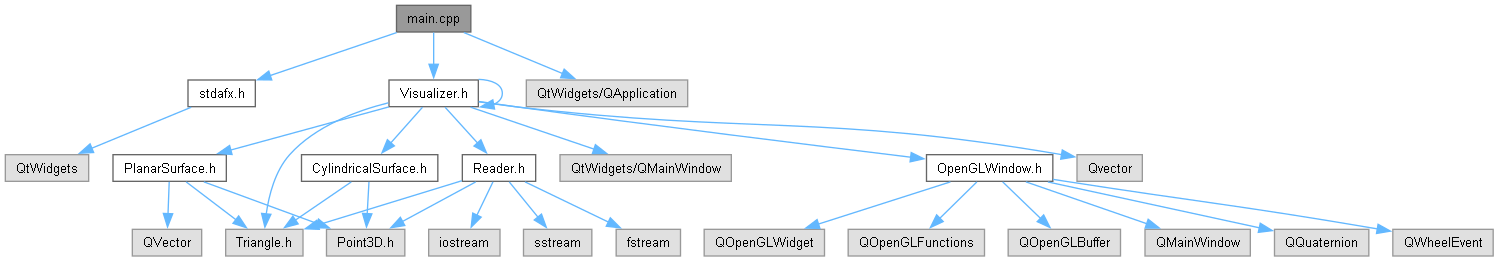 main.cpp
stdafx.h
Visualizer.h
QtWidgets/QApplication
QtWidgets
PlanarSurface.h
CylindricalSurface.h
Reader.h
QtWidgets/QMainWindow
OpenGLWindow.h
Qvector
QVector
Triangle.h
Point3D.h
iostream
sstream
fstream
QOpenGLWidget
QOpenGLFunctions
QOpenGLBuffer
QMainWindow
QQuaternion
QWheelEvent